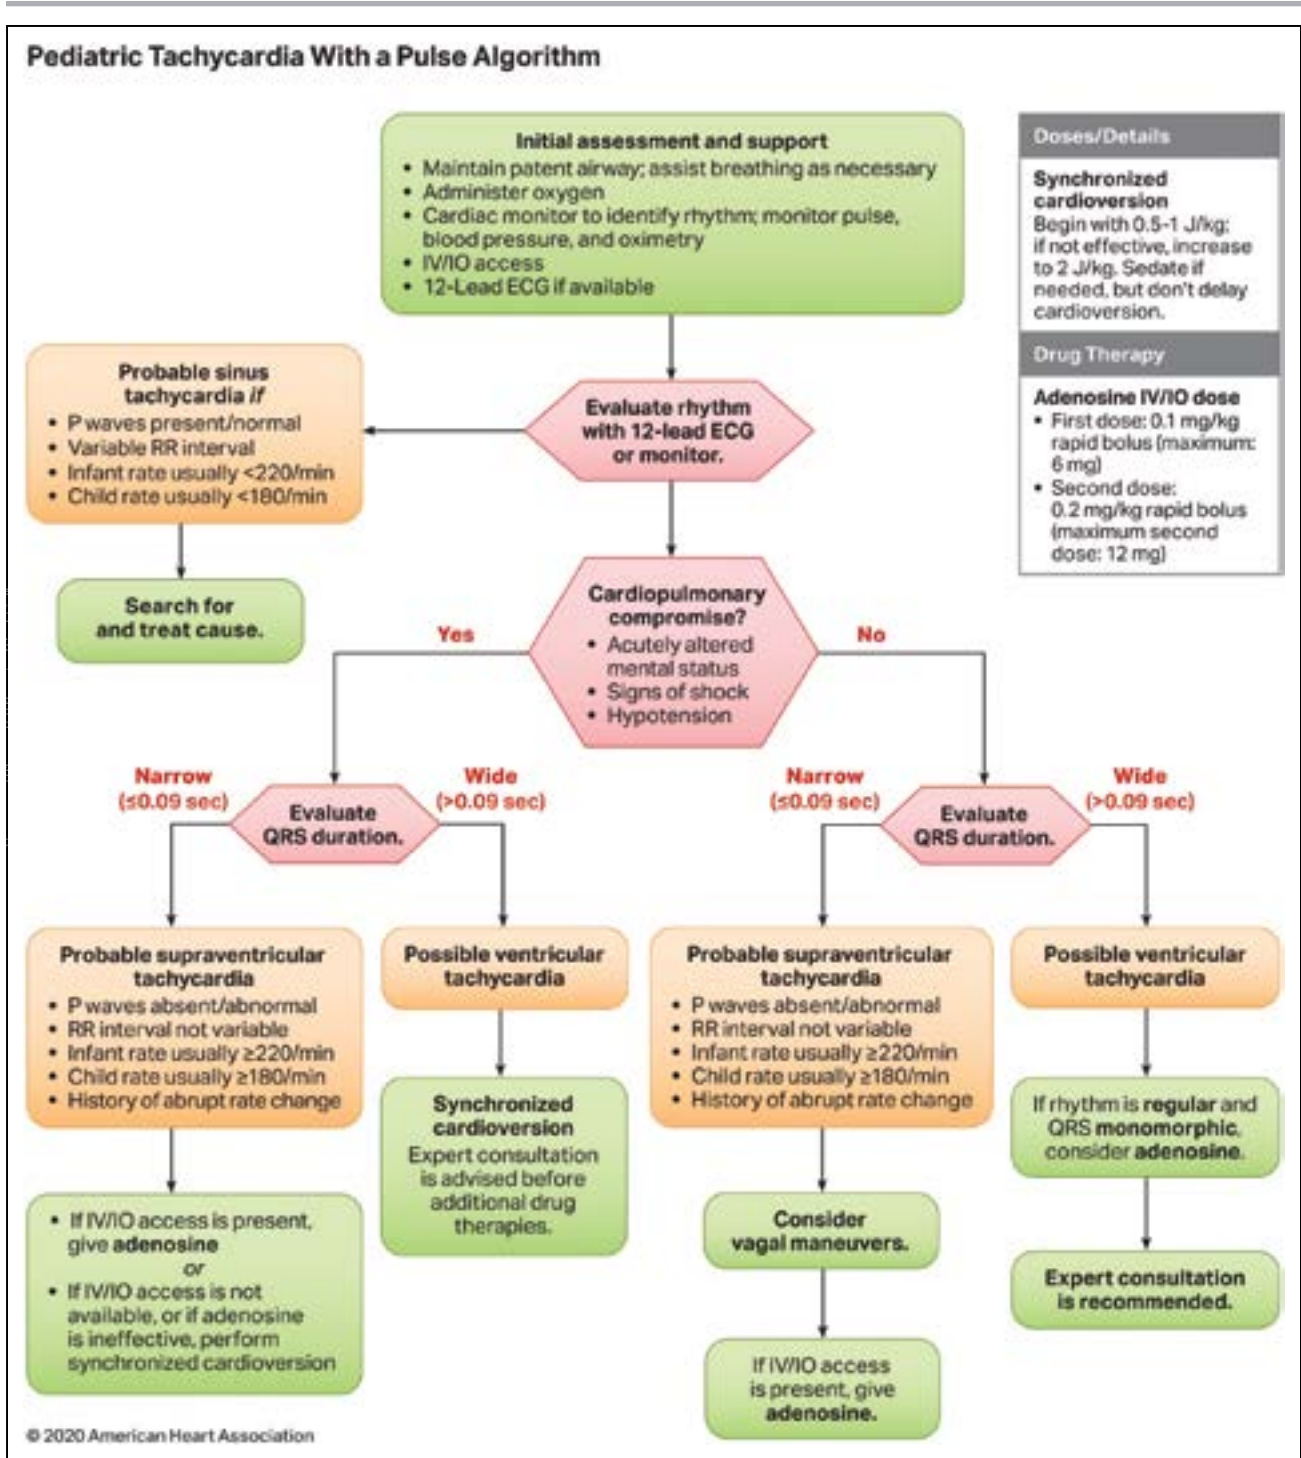 Pediatric Tachycardia With a Pulse Algorithm
Initial assessment and support
• Maintain patent airway; assist breathing as necessary
• Administer oxygen
• Cardiac monitor to identify rhythm; monitor pulse,
blood pressure, and oximetry
• IV/IO access
• 12-Lead ECG if available
Doses/Details
Synchronized
cardioversion
Begin with 0.5-1 J/kg;
if not effective, increase
to 2 J/kg. Sedate if
needed, but don't delay
cardioversion.
Drug Therapy
Adenosine IV/IO dose
• First dose: 0.1 mg/kg
rapid bolus (maximum:
6 mg)
• Second dose:
0.2 mg/kg rapid bolus
(maximum second
dose: 12 mg)
Evaluate rhythm
with 12-lead ECG
or monitor.
Probable sinus
tachycardia if
• P waves present/normal
• Variable RR interval
• Infant rate usually <220/min
• Child rate usually <180/min
Search for
and treat cause.
Cardiopulmonary
compromise?
• Acutely altered
mental status
• Signs of shock
• Hypotension
Yes
No
Narrow
(≤0.09 sec)
Evaluate
QRS duration.
Wide
(>0.09 sec)
Narrow
(≤0.09 sec)
Evaluate
QRS duration.
Wide
(>0.09 sec)
Probable supraventricular
tachycardia
• P waves absent/abnormal
• RR interval not variable
• Infant rate usually ≥220/min
• Child rate usually ≥180/min
• History of abrupt rate change
• If IV/IO access is present,
give adenosine
or
• If IV/IO access is not
available, or if adenosine
is ineffective, perform
synchronized cardioversion
Possible ventricular
tachycardia
Synchronized
cardioversion
Expert consultation
is advised before
additional drug
therapies.
Probable supraventricular
tachycardia
• P waves absent/abnormal
• RR interval not variable
• Infant rate usually ≥220/min
• Child rate usually ≥180/min
• History of abrupt rate change
Consider
vagal maneuvers.
If IV/IO access
is present, give
adenosine.
Possible ventricular
tachycardia
If rhythm is regular and
QRS monomorphic,
consider adenosine.
Expert consultation
is recommended.
© 2020 American Heart Association